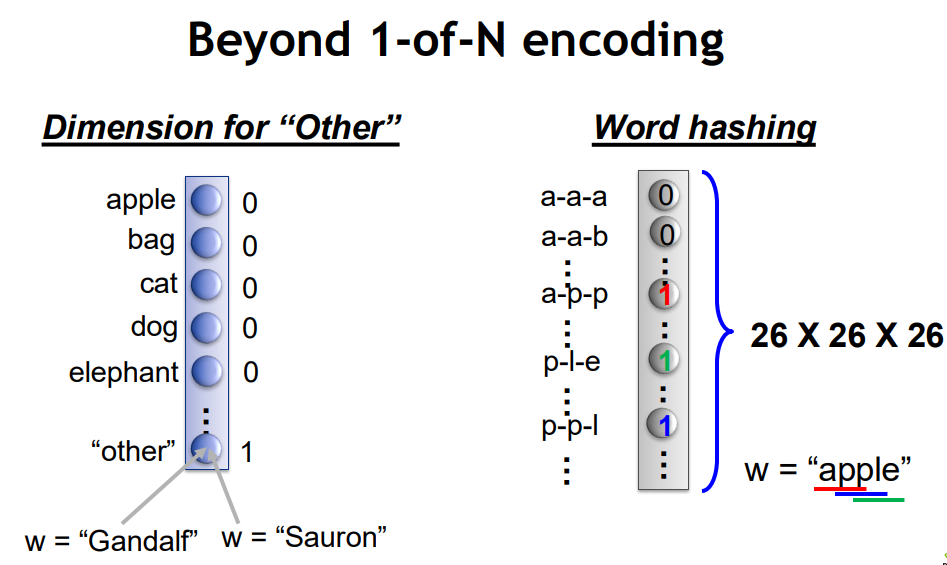 Beyond 1-of-N encoding
Dimension for “Other”
apple 0
bag 0
cat 0
dog 0
elephant 0
⋮
“other” 1
w = “Gandalf” w = “Sauron”
Word hashing
a-a-a 0
a-a-b 0
⋮ ⋮
a-p-p 1
⋮ ⋮
p-l-e 1
⋮ ⋮
p-p-l 1
⋮ ⋮
26 X 26 X 26
w = “apple”